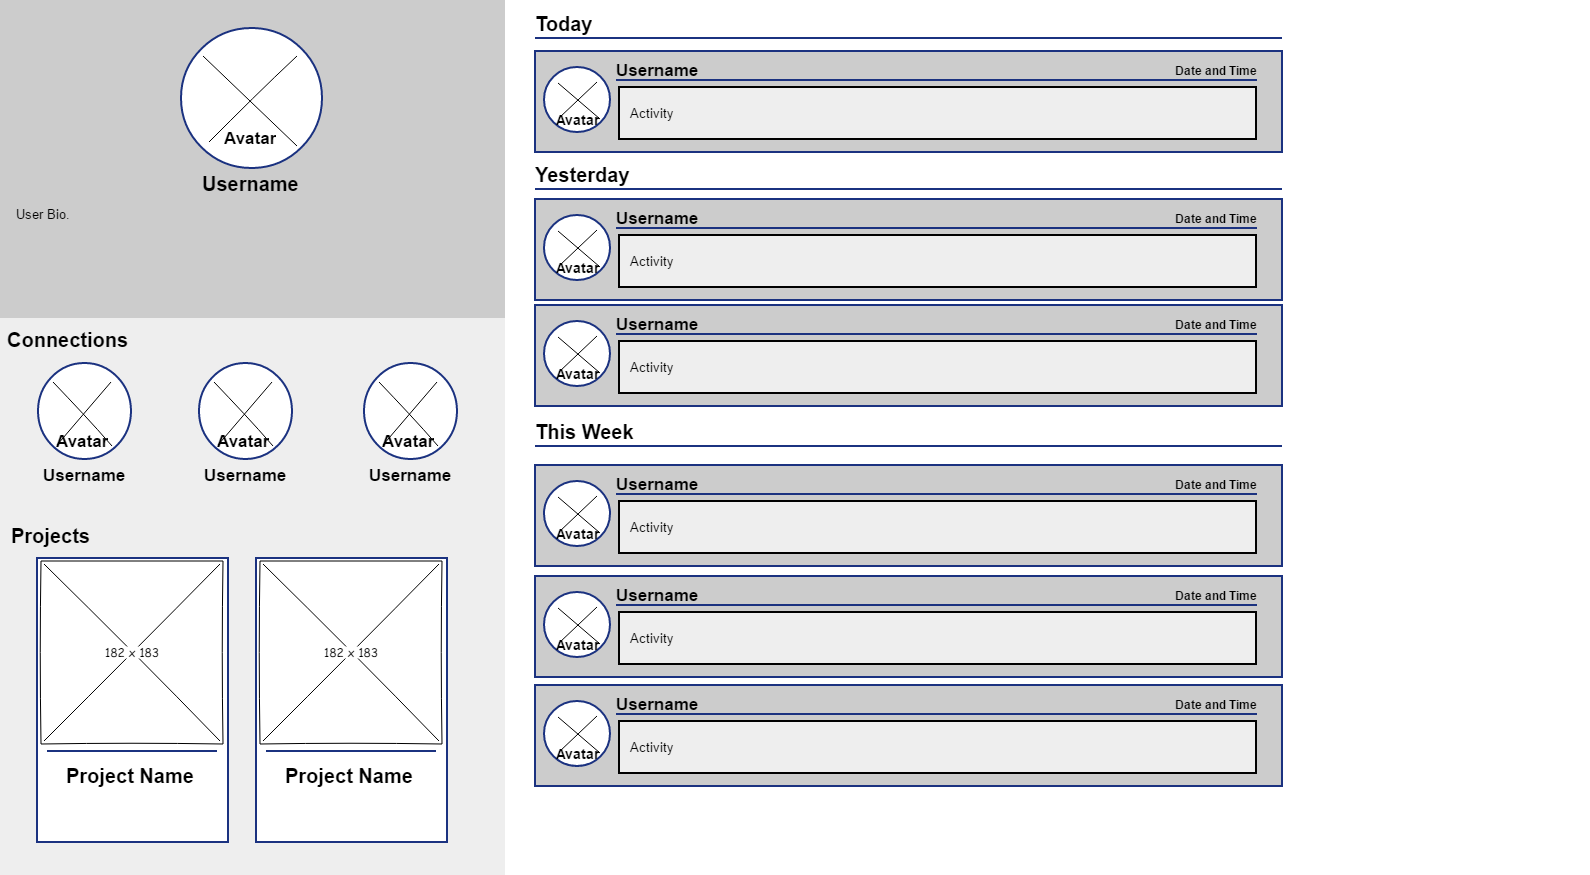 Avatar
Username
User Bio.
Connections
Avatar Avatar Avatar
Username Username Username
Projects
182 x 183 182 x 183
Project Name Project Name
Today
Username Date and Time
Avatar Activity
Yesterday
Username Date and Time
Avatar Activity
Username Date and Time
Avatar Activity
This Week
Username Date and Time
Avatar Activity
Username Date and Time
Avatar Activity
Username Date and Time
Avatar Activity